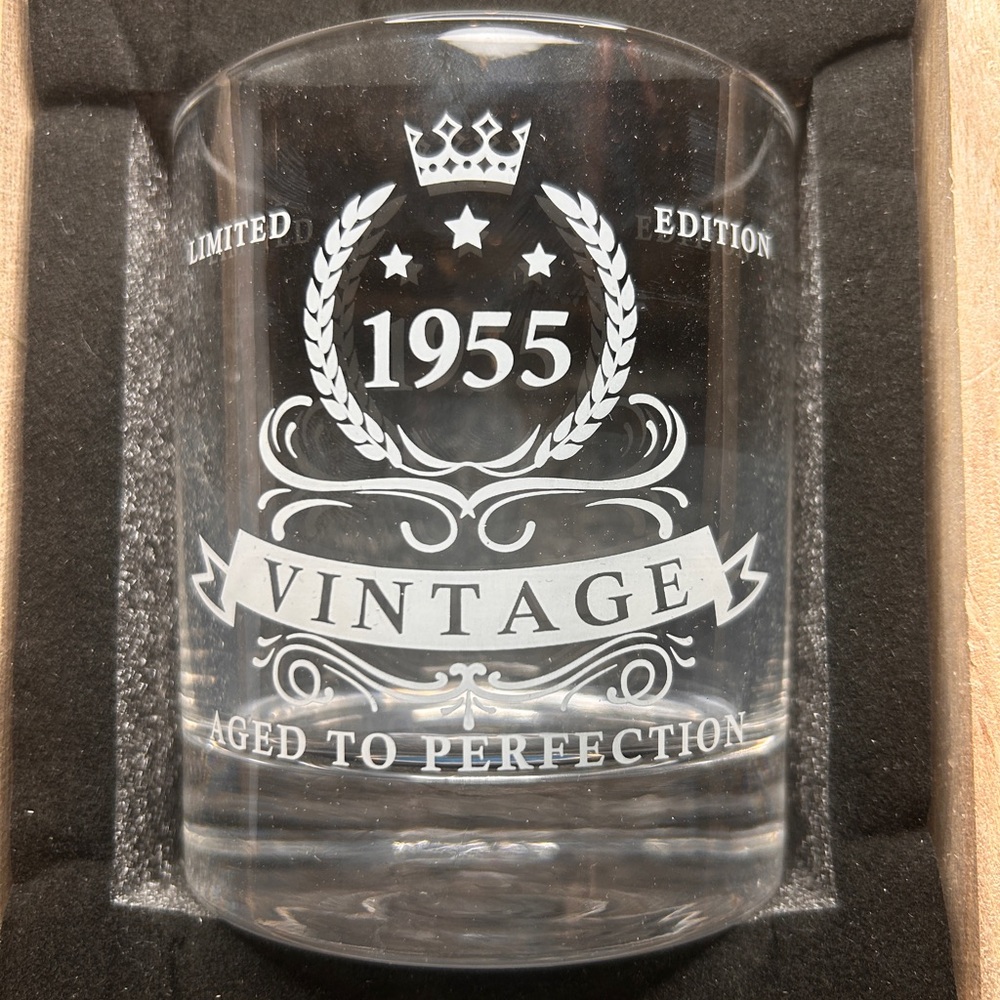 LIMITED EDITION
1955
VINTAGE
AGED TO PERFECTION